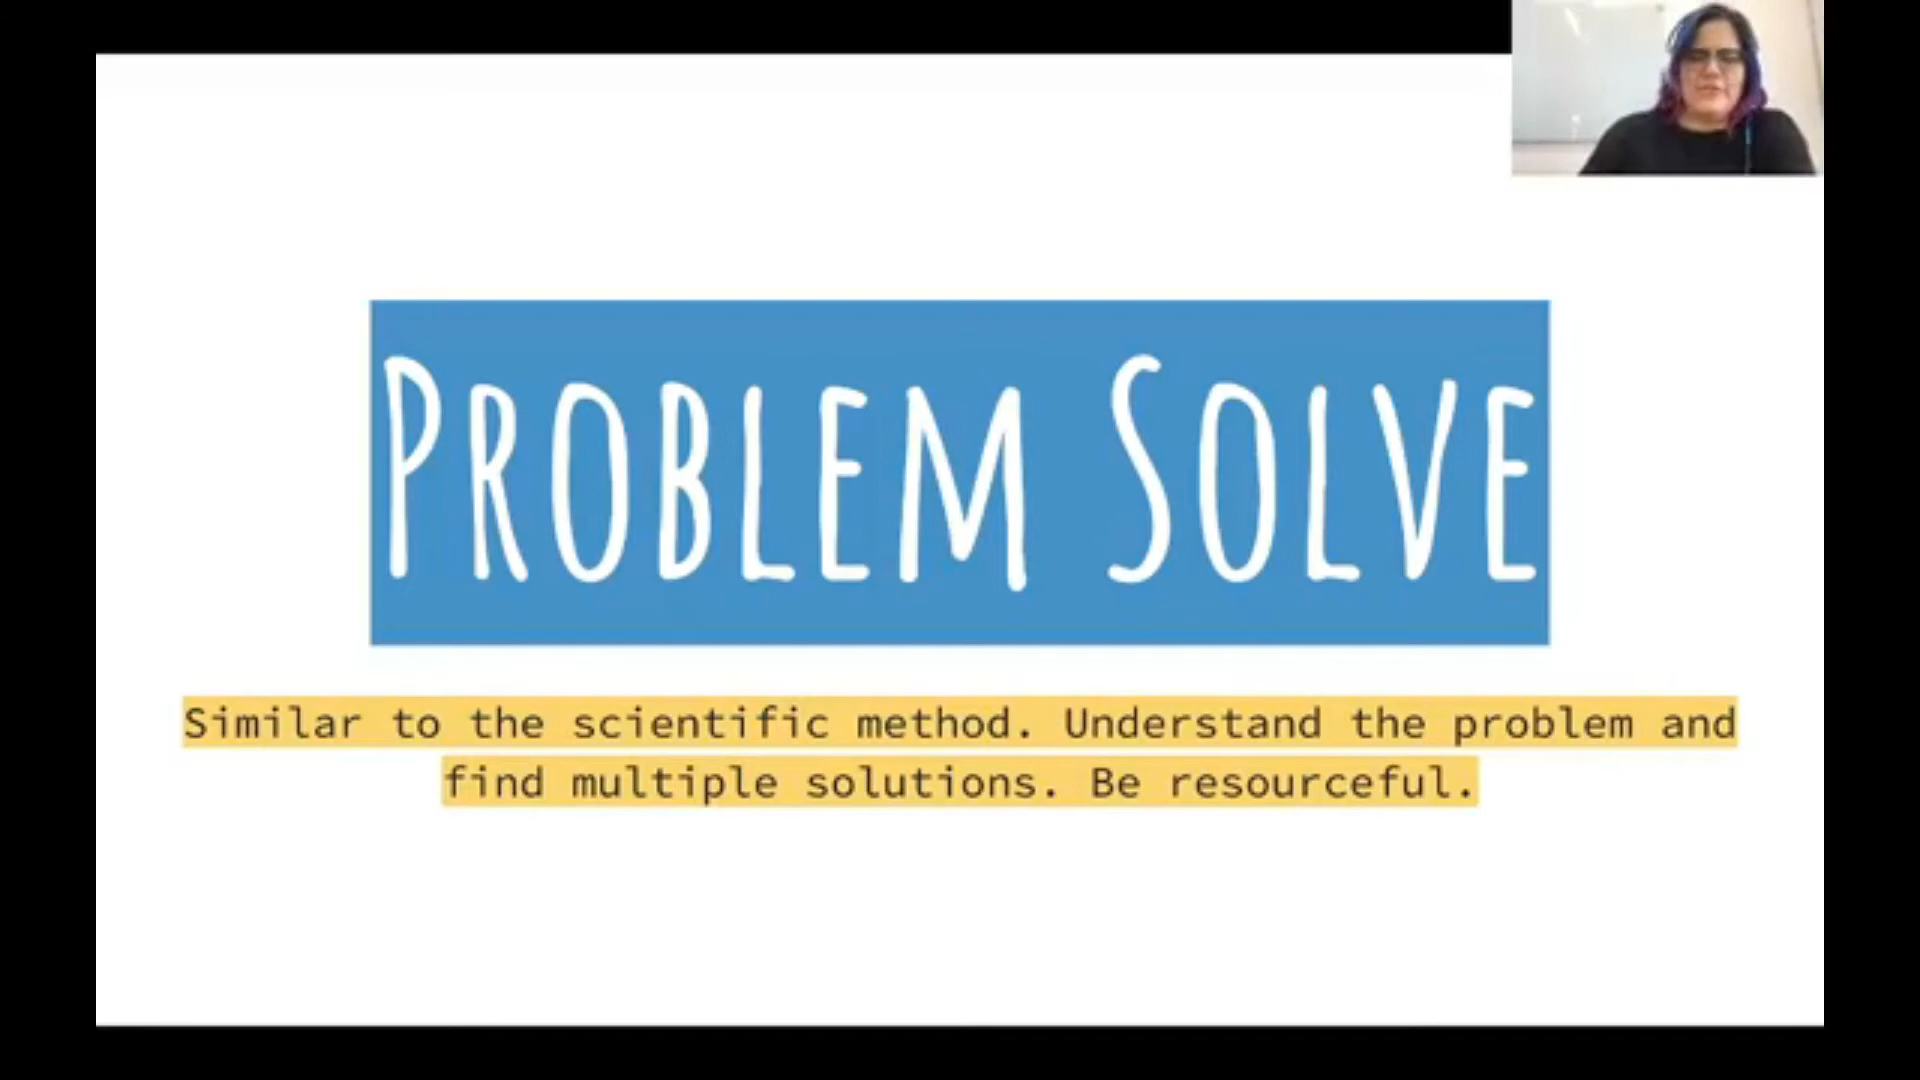 Problem Solve
Similar to the scientific method. Understand the problem and
find multiple solutions. Be resourceful.